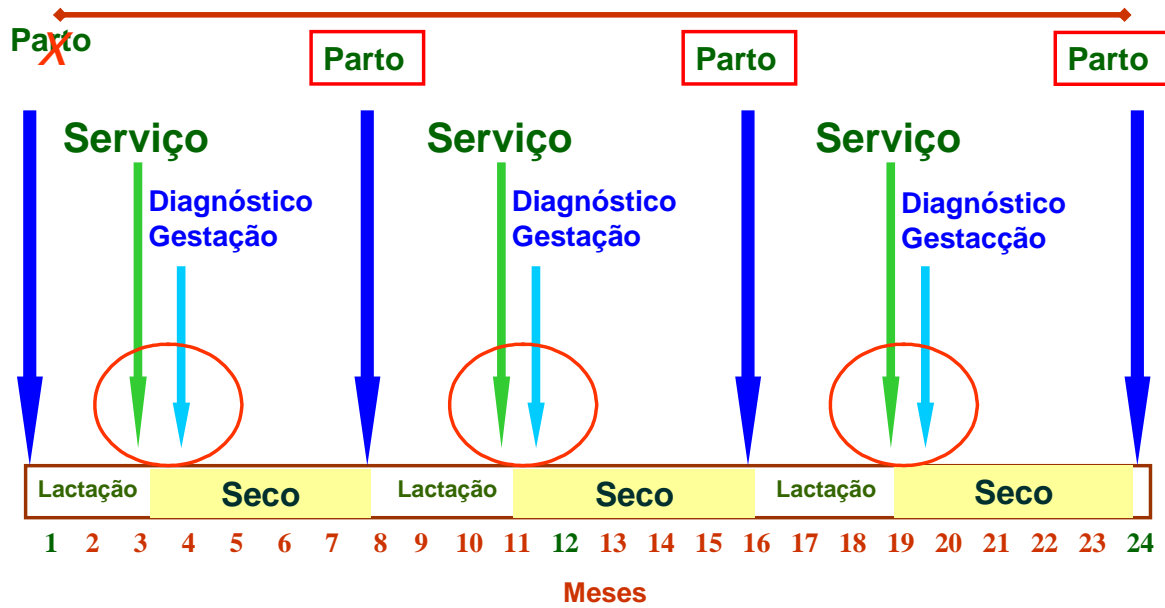 Parto
X
Parto
Parto
Parto
Serviço
Serviço
Serviço
Diagnóstico
Gestação
Diagnóstico
Gestação
Diagnóstico
Gestacção
Lactação
Seco
Lactação
Seco
Lactação
Seco
1 2 3 4 5 6 7 8 9 10 11 12 13 14 15 16 17 18 19 20 21 22 23 24
Meses